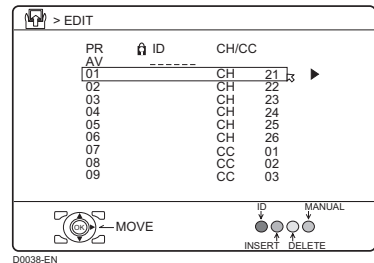 > EDIT
PR ID CH/CC
AV ------
01 CH 21
02 CH 22
03 CH 23
04 CH 24
05 CH 25
06 CH 26
07 CC 01
08 CC 02
09 CC 03
ID MANUAL
OK MOVE
INSERT DELETE
D0038-EN